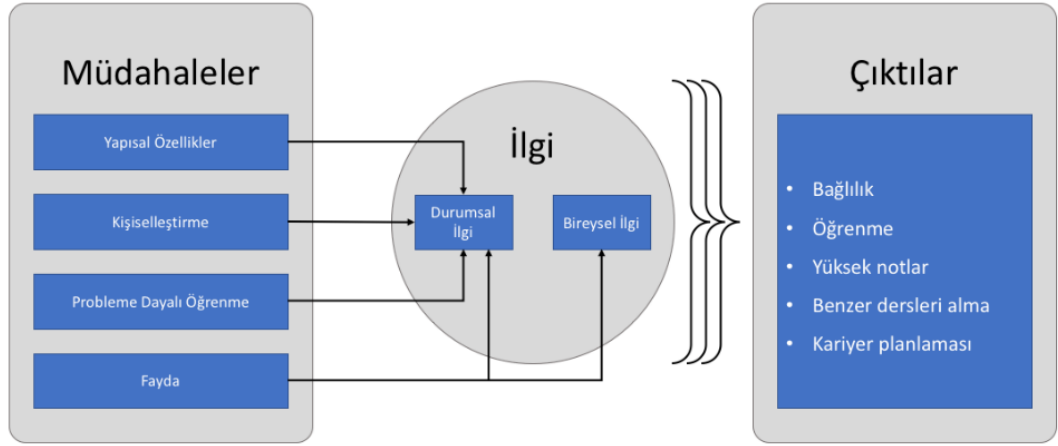 Müdahaleler
Yapısal Özellikler
Kişiselleştirme
Probleme Dayalı Öğrenme
Fayda
İlgi
Durumsal
İlgi
Bireysel İlgi
Çıktılar
• Bağlılık
• Öğrenme
• Yüksek notlar
• Benzer dersleri alma
• Kariyer planlaması